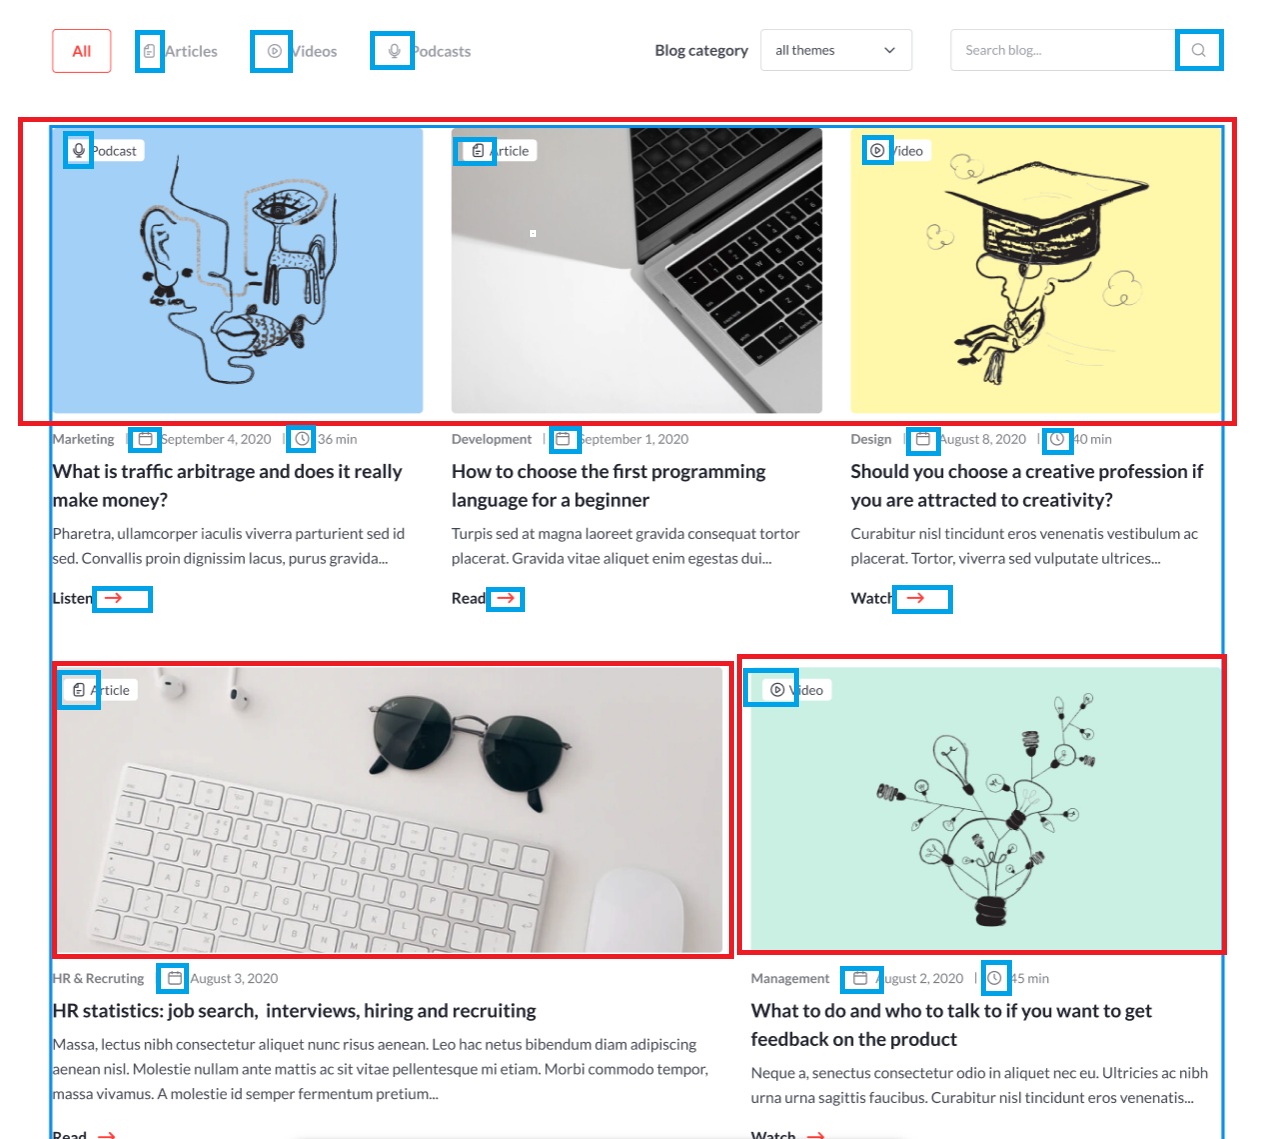 All
Articles
Videos
Podcasts
Blog category
all themes
Search blog...
Podcast
Article
Video
Marketing | September 4, 2020 | 36 min
What is traffic arbitrage and does it really
make money?
Pharetra, ullamcorper iaculis viverra parturient sed id
sed. Convallis proin dignissim lacus, purus gravida...
Listen
Development | September 1, 2020
How to choose the first programming
language for a beginner
Turpis sed at magna laoreet gravida consequat tortor
placerat. Gravida vitae aliquet enim egestas dui...
Read
Design | August 8, 2020 | 40 min
Should you choose a creative profession if
you are attracted to creativity?
Curabitur nisl tincidunt eros venenatis vestibulum ac
placerat. Tortor, viverra sed vulputate ultrices...
Watch
Article
HR & Recruting August 3, 2020
HR statistics: job search, interviews, hiring and recruiting
Massa, lectus nibh consectetur aliquet nunc risus aenean. Leo hac netus bibendum diam adipiscing
aenean nisl. Molestie nullam ante mattis ac sit vitae pellentesque mi etiam. Morbi commodo tempor,
massa vivamus. A molestie id semper fermentum pretium...
Read
Video
Management August 2, 2020 | 45 min
What to do and who to talk to if you want to get
feedback on the product
Neque a, senectus consectetur odio in aliquet nec eu. Ultricies ac nibh
urna urna sagittis faucibus. Curabitur nisl tincidunt eros venenatis...
Watch